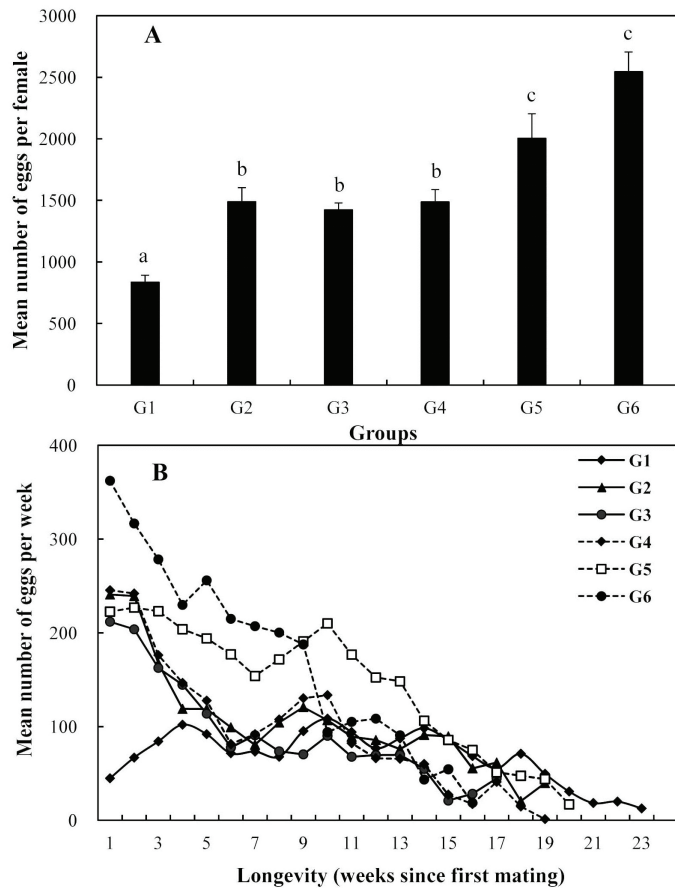 A
Mean number of eggs per female
3000
2500
2000
1500
1000
500
0
a
b
b
b
c
c
G1 G2 G3 G4 G5 G6
Groups
B
Mean number of eggs per week
400
300
200
100
0
G1
G2
G3
G4
G5
G6
1 3 5 7 9 11 13 15 17 19 21 23
Longevity (weeks since first mating)